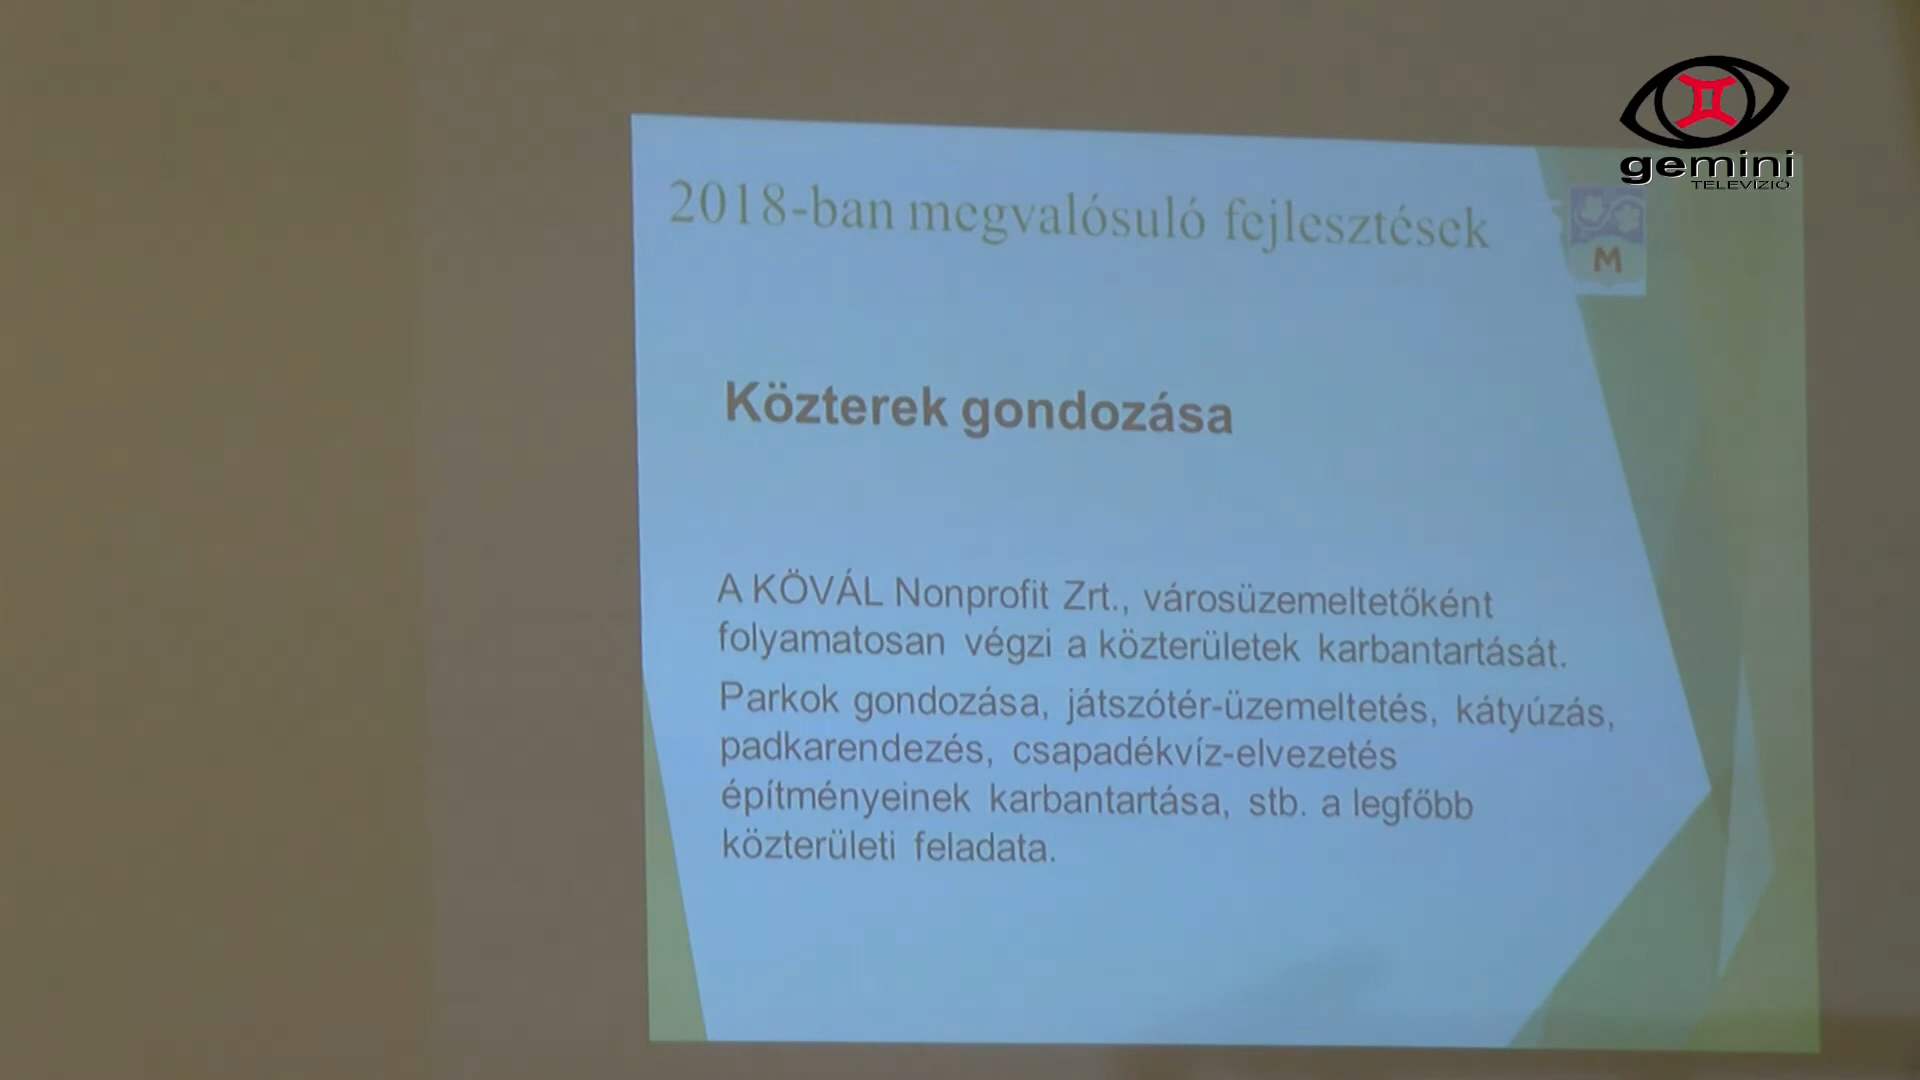 gemini
TELEVÍZIÓ
2018-ban megvalósuló fejlesztések
M
Közterek gondozása
A KÖVÁL Nonprofit Zrt., városüzemeltetőként
folyamatosan végzi a közterületek karbantartását.
Parkok gondozása, játszótér-üzemeltetés, kátyúzás,
padkarendezés, csapadékvíz-elvezetés
építményeinek karbantartása, stb. a legfőbb
közterületi feladata.